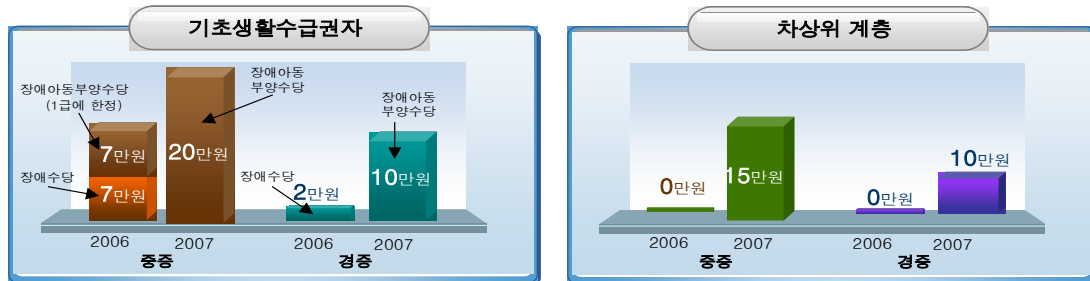 기초생활수급권자
장애아동부양수당
(1급에 한정)
7만원
장애수당
7만원
장애아동
부양수당
20만원
장애수당
2만원
장애아동
부양수당
10만원
2006
2007
2006
2007
중증
경증
차상위 계층
0만원
15만원
0만원
10만원
2006
2007
2006
2007
중증
경증